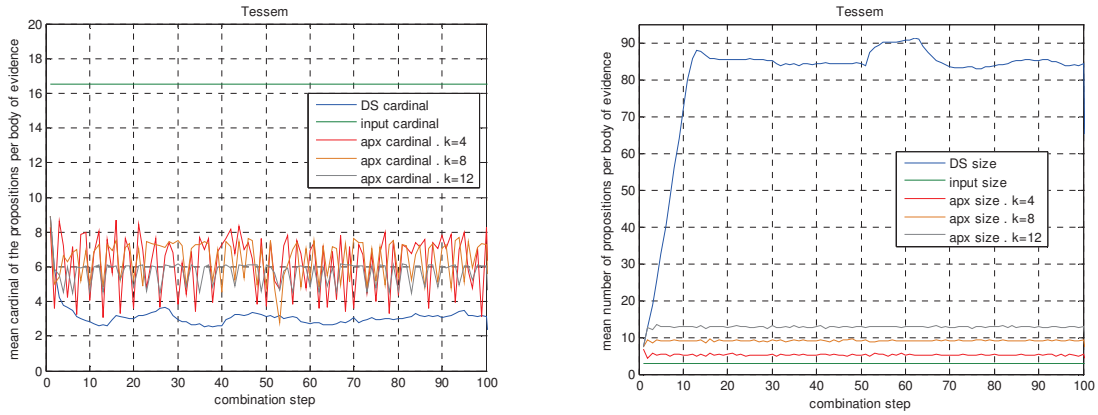 Tessem
mean cardinal of the propositions per body of evidence
20
18
16
14
12
10
8
6
4
2
0
DS cardinal
input cardinal
apx cardinal . k=4
apx cardinal . k=8
apx cardinal . k=12
0 10 20 30 40 50 60 70 80 90 100
combination step
Tessem
mean number of propositions per body of evidence
90
80
70
60
50
40
30
20
10
0
DS size
input size
apx size . k=4
apx size . k=8
apx size . k=12
0 10 20 30 40 50 60 70 80 90 100
combination step